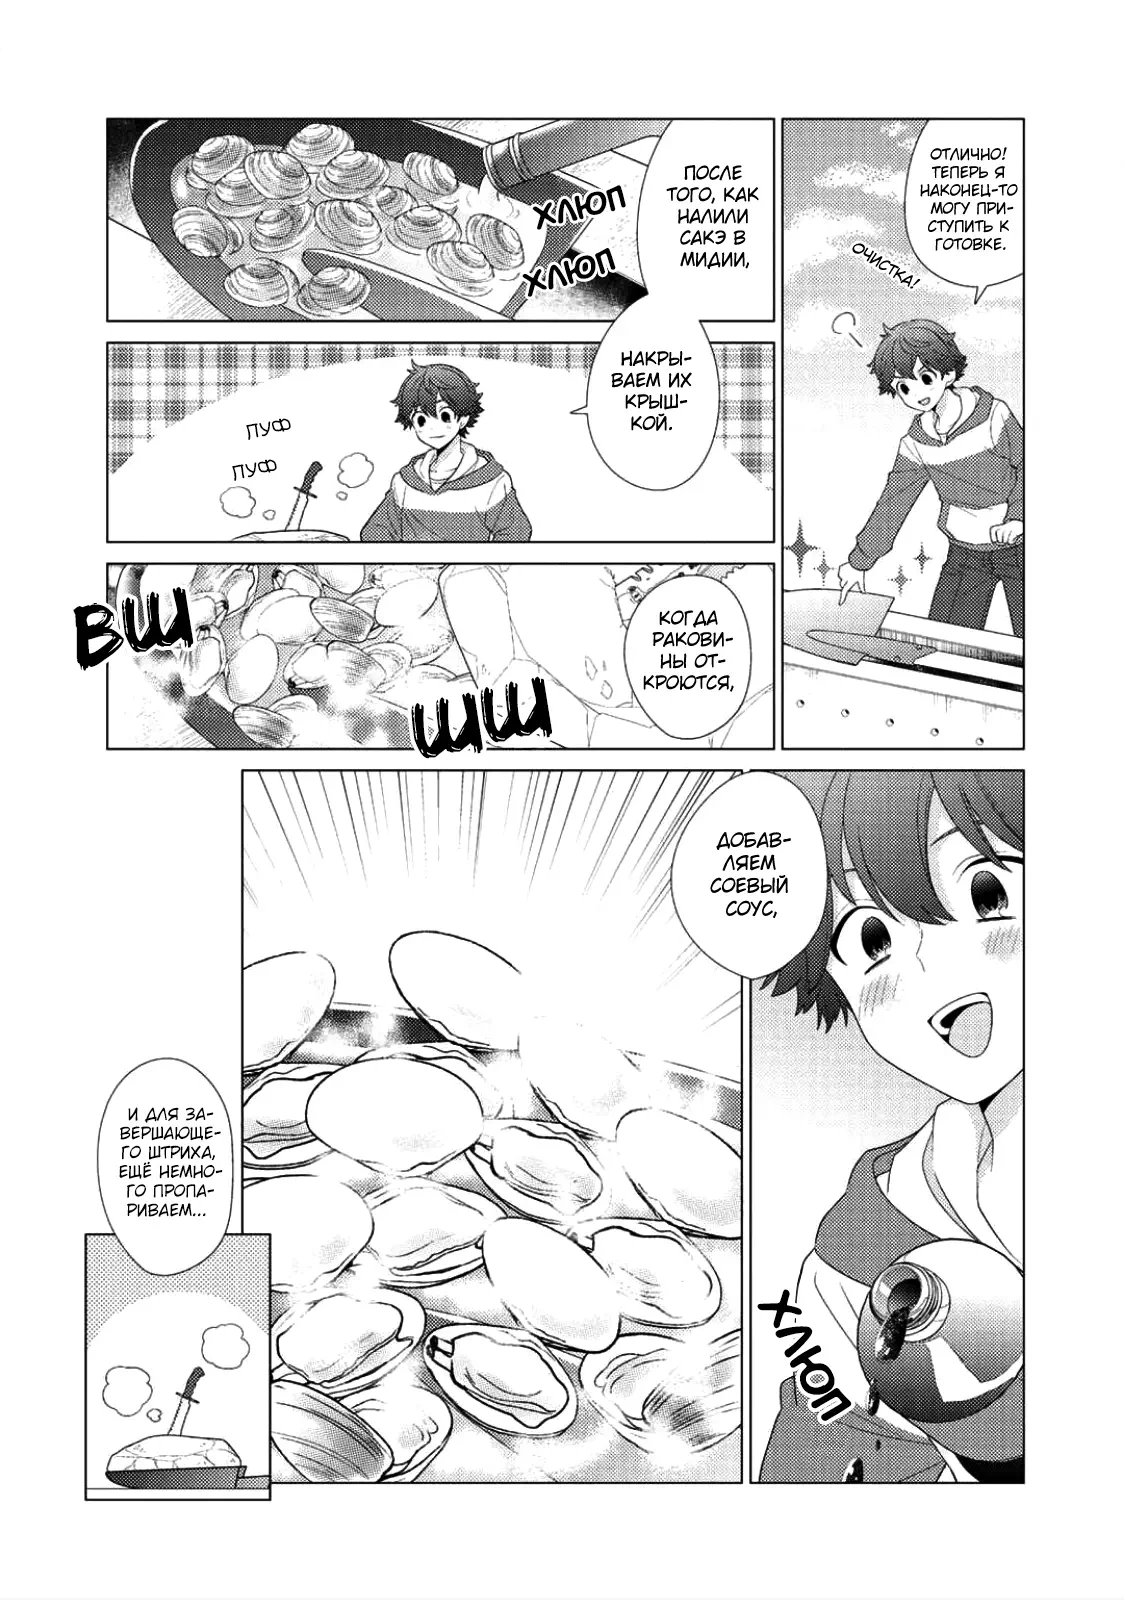 ОТЛИЧНО!
ТЕПЕРЬ Я
НАКОНЕЦ-ТО
МОГУ ПРИ-
СТУПИТЬ К
ГОТОВКЕ.
ОЧИСТКА!
ПОСЛЕ
ТОГО, КАК
НАЛИЛИ
САКЭ В
МИДИИ,
ХЛЮП
ХЛЮП
НАКРЫ-
ВАЕМ ИХ
КРЫШ-
КОЙ.
ПУФ
ПУФ
КОГДА
РАКОВИ-
НЫ ОТ-
КРОЮТСЯ,
ВШ
ШШ
ДОБАВ-
ЛЯЕМ
СОЕВЫЙ
СОУС,
ХЛЮП
И ДЛЯ ЗА-
ВЕРШАЮЩЕ-
ГО ШТРИХА,
ЕЩЁ НЕМНО-
ГО ПРОПА-
РИВАЕМ...